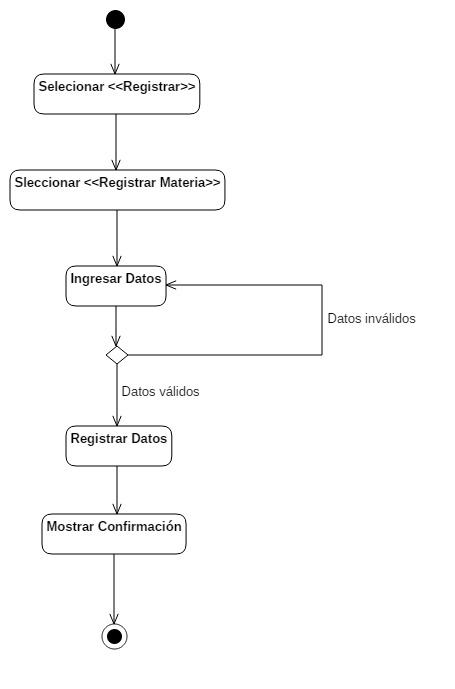 Selecionar <<Registrar>>
Sleccionar <<Registrar Materia>>
Ingresar Datos
Datos inválidos
Datos válidos
Registrar Datos
Mostrar Confirmación